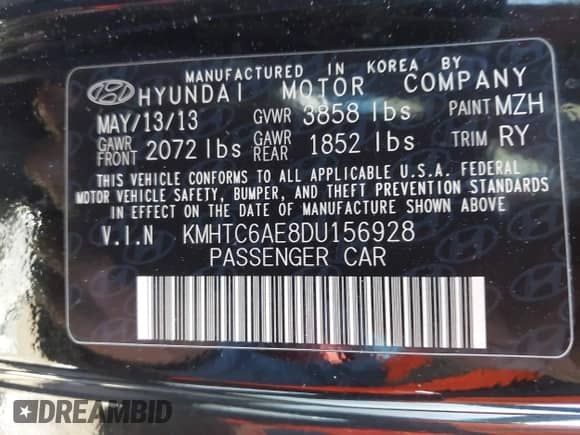 MANUFACTURED IN KOREA BY
HYUNDAI MOTOR COMPANY
MAY/13/13 GVWR 3858 lbs PAINT MZH
GAWR FRONT 2072 lbs GAWR REAR 1852 lbs TRIM RY
THIS VEHICLE CONFORMS TO ALL APPLICABLE U.S.A. FEDERAL
MOTOR VEHICLE SAFETY, BUMPER, AND THEFT PREVENTION STANDARDS
IN EFFECT ON THE DATE OF MANUFACTURE SHOWN ABOVE.
V.I.N KMHTC6AE8DU156928
PASSENGER CAR
DREAMBID